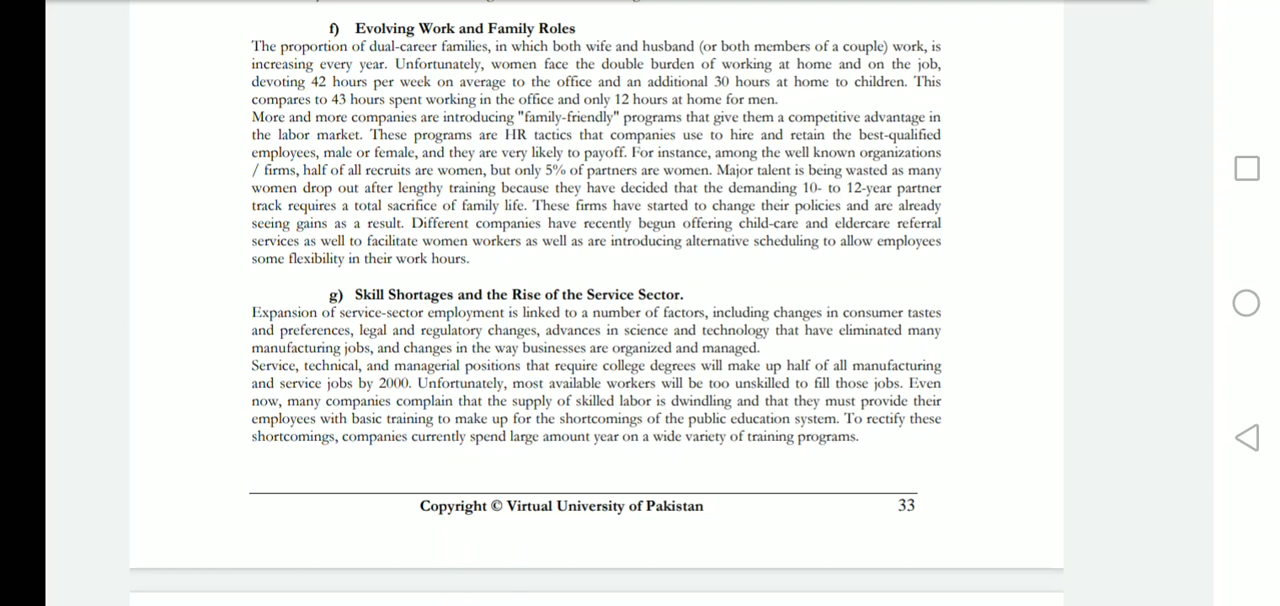 f) Evolving Work and Family Roles
The proportion of dual-career families, in which both wife and husband (or both members of a couple) work, is
increasing every year. Unfortunately, women face the double burden of working at home and on the job,
devoting 42 hours per week on average to the office and an additional 30 hours at home to children. This
compares to 43 hours spent working in the office and only 12 hours at home for men.
More and more companies are introducing "family-friendly" programs that give them a competitive advantage in
the labor market. These programs are HR tactics that companies use to hire and retain the best-qualified
employees, male or female, and they are very likely to payoff. For instance, among the well known organizations
/ firms, half of all recruits are women, but only 5% of partners are women. Major talent is being wasted as many
women drop out after lengthy training because they have decided that the demanding 10- to 12-year partner
track requires a total sacrifice of family life. These firms have started to change their policies and are already
seeing gains as a result. Different companies have recently begun offering child-care and eldercare referral
services as well to facilitate women workers as well as are introducing alternative scheduling to allow employees
some flexibility in their work hours.
g) Skill Shortages and the Rise of the Service Sector.
Expansion of service-sector employment is linked to a number of factors, including changes in consumer tastes
and preferences, legal and regulatory changes, advances in science and technology that have eliminated many
manufacturing jobs, and changes in the way businesses are organized and managed.
Service, technical, and managerial positions that require college degrees will make up half of all manufacturing
and service jobs by 2000. Unfortunately, most available workers will be too unskilled to fill those jobs. Even
now, many companies complain that the supply of skilled labor is dwindling and that they must provide their
employees with basic training to make up for the shortcomings of the public education system. To rectify these
shortcomings, companies currently spend large amount year on a wide variety of training programs.
Copyright © Virtual University of Pakistan 33